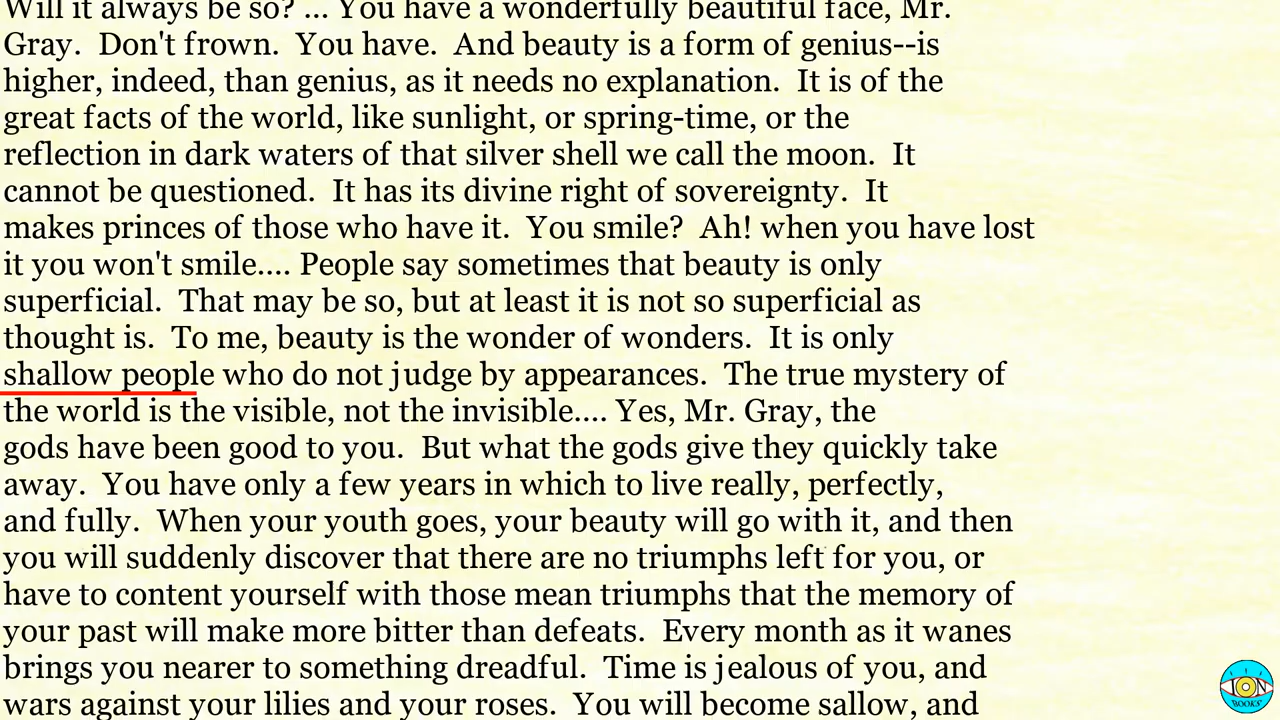 Will it always be so? ... You have a wonderfully beautiful face, Mr.
Gray.  Don't frown.  You have.  And beauty is a form of genius--is
higher, indeed, than genius, as it needs no explanation.  It is of the
great facts of the world, like sunlight, or spring-time, or the
reflection in dark waters of that silver shell we call the moon.  It
cannot be questioned.  It has its divine right of sovereignty.  It
makes princes of those who have it.  You smile?  Ah! when you have lost
it you won't smile.... People say sometimes that beauty is only
superficial.  That may be so, but at least it is not so superficial as
thought is.  To me, beauty is the wonder of wonders.  It is only
shallow people who do not judge by appearances.  The true mystery of
the world is the visible, not the invisible.... Yes, Mr. Gray, the
gods have been good to you.  But what the gods give they quickly take
away.  You have only a few years in which to live really, perfectly,
and fully.  When your youth goes, your beauty will go with it, and then
you will suddenly discover that there are no triumphs left for you, or
have to content yourself with those mean triumphs that the memory of
your past will make more bitter than defeats.  Every month as it wanes
brings you nearer to something dreadful.  Time is jealous of you, and
wars against your lilies and your roses.  You will become sallow, and
ION
BOOKS